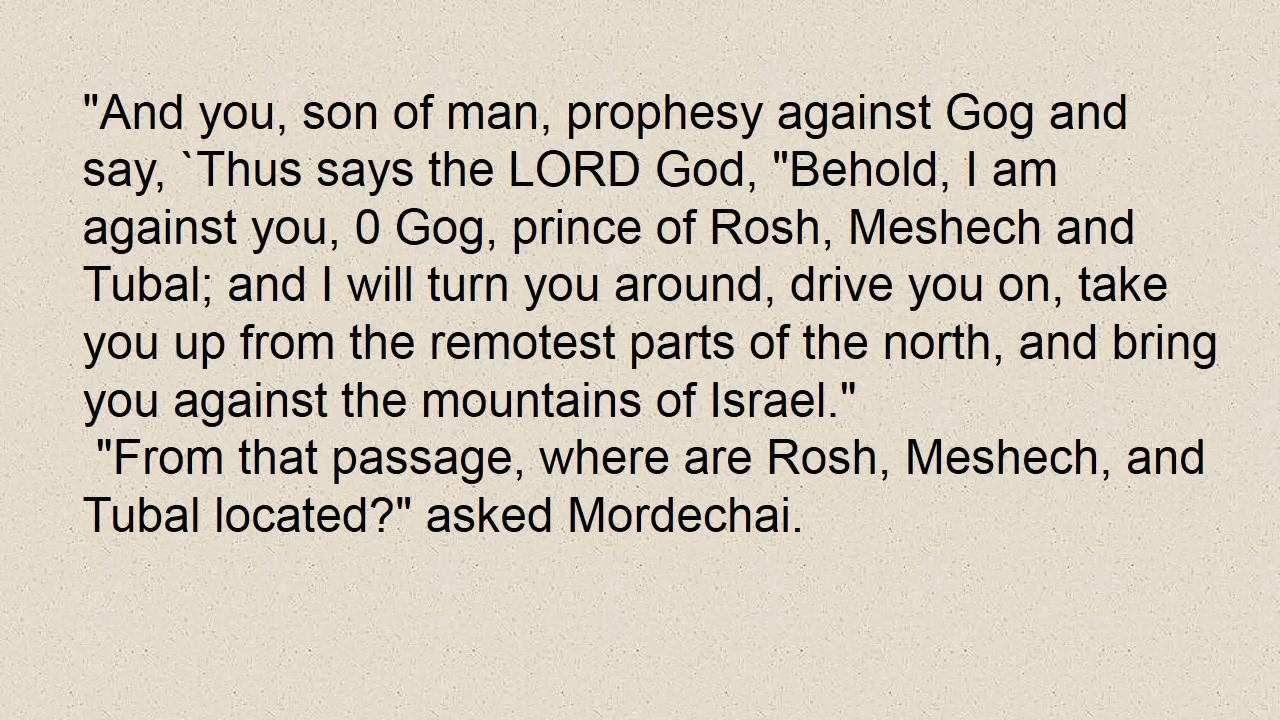 "And you, son of man, prophesy against Gog and
say, `Thus says the LORD God, "Behold, I am
against you, 0 Gog, prince of Rosh, Meshech and
Tubal; and I will turn you around, drive you on, take
you up from the remotest parts of the north, and bring
you against the mountains of Israel."
"From that passage, where are Rosh, Meshech, and
Tubal located?" asked Mordechai.